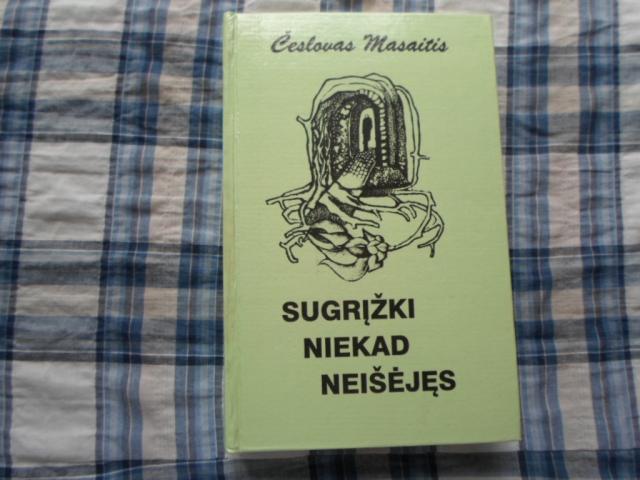 Česlovas Masaitis
SUGRĮŽKI
NIEKAD
NEIŠĖJĘS